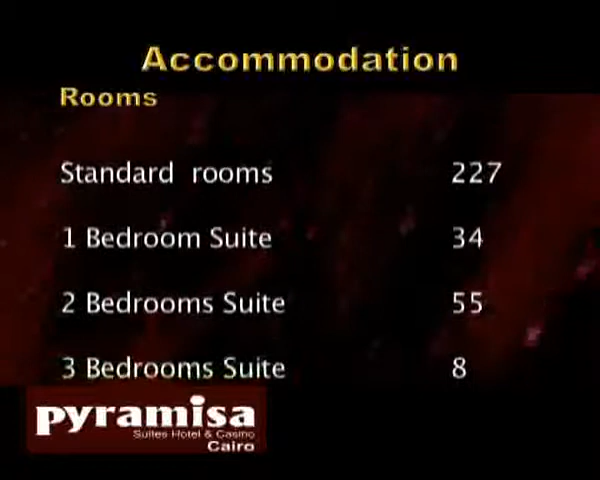 Accommodation
Rooms
Standard rooms 227
1 Bedroom Suite 34
2 Bedrooms Suite 55
3 Bedrooms Suite 8
pyramisa
Suites Hotel & Casino
Cairo